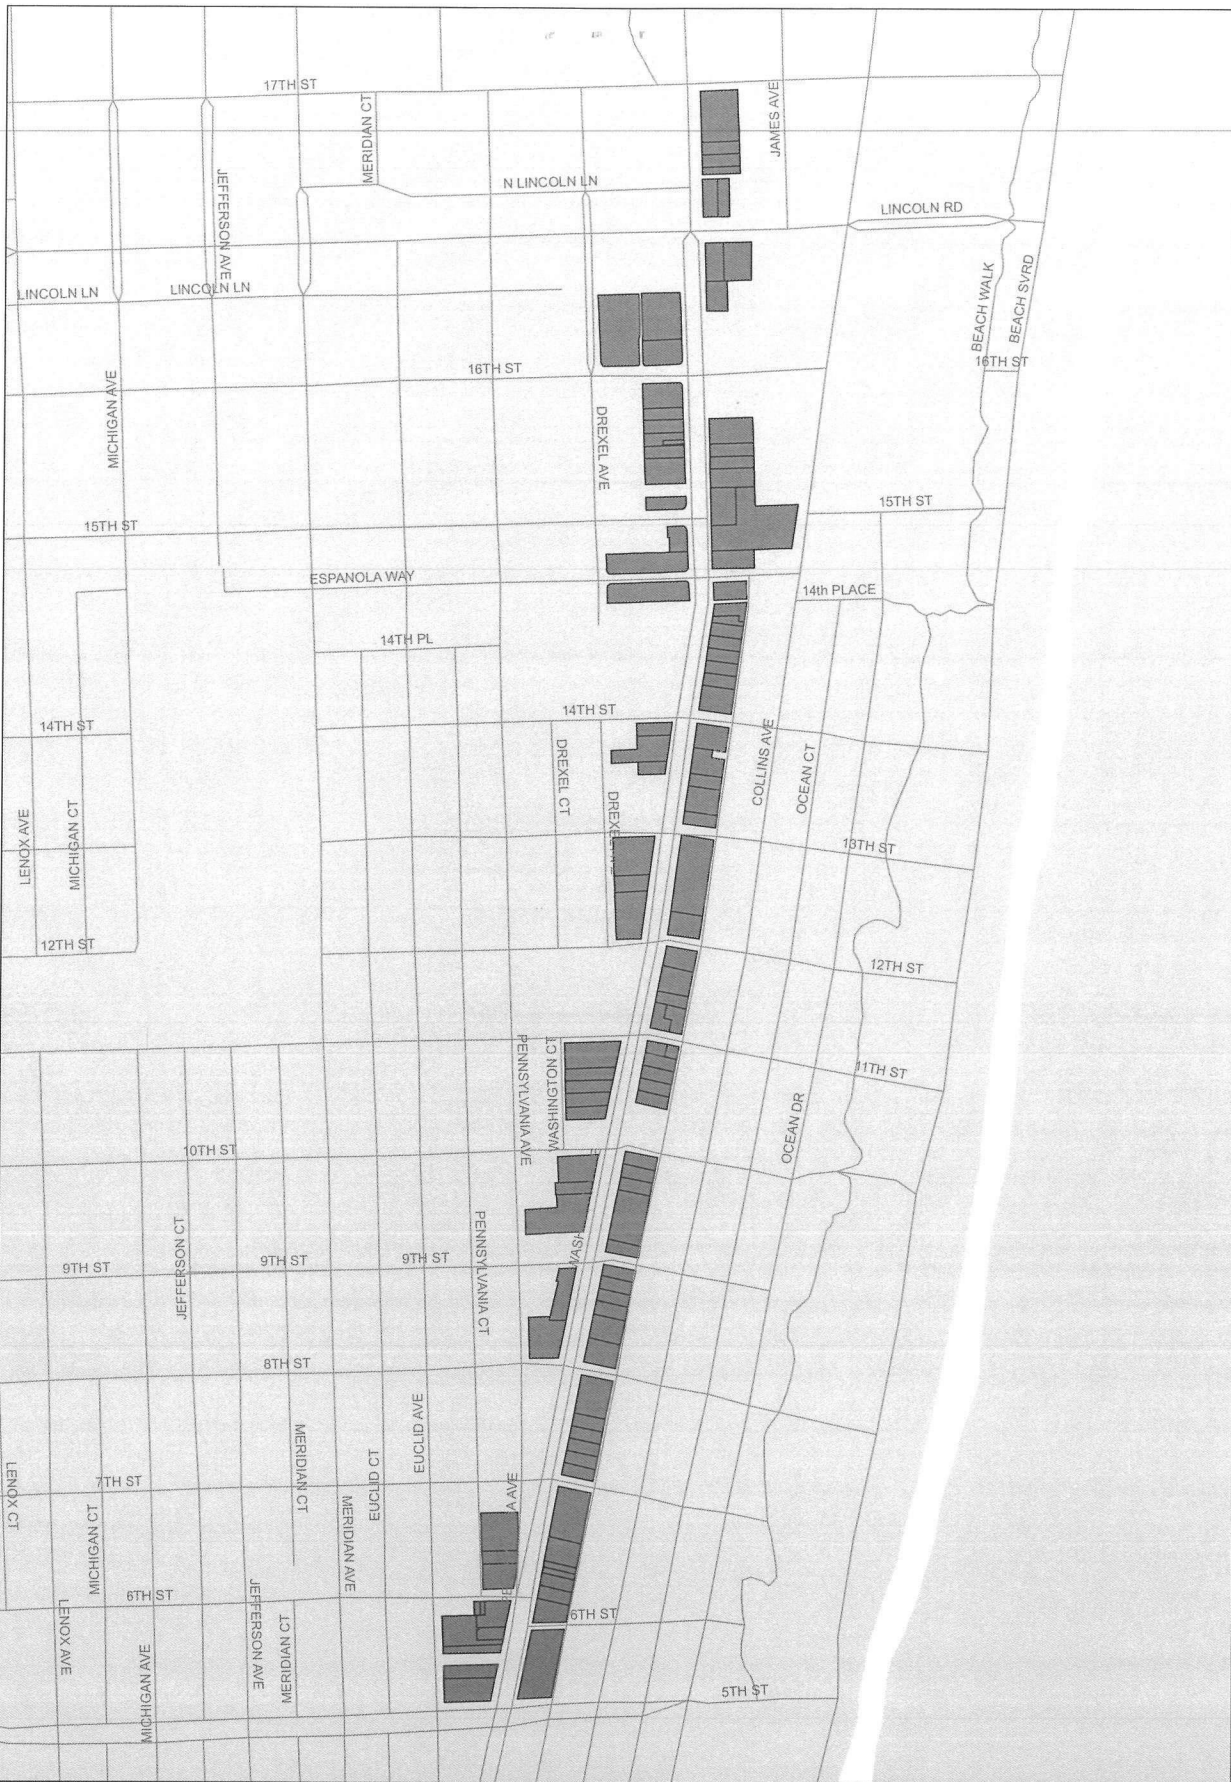 17TH ST
MERIDIAN CT
JAMES AVE
JEFFERSON AVE
N LINCOLN LN
LINCOLN RD
LINCOLN LN
LINCOLN LN
BEACH WALK
BEACH SVRD
16TH ST
16TH ST
MICHIGAN AVE
DREXEL AVE
15TH ST
15TH ST
ESPANOLA WAY
14th PLACE
14TH PL
14TH ST
14TH ST
DREXEL CT
COLLINS AVE
OCEAN CT
LENOX AVE
MICHIGAN CT
13TH ST
12TH ST
12TH ST
PENNSYLVANIA AVE
WASHINGTON CT
11TH ST
OCEAN DR
10TH ST
JEFFERSON CT
PENNSYLVANIA CT
WASH
9TH ST
9TH ST
9TH ST
8TH ST
EUCLID AVE
MERIDIAN CT
EUCLID CT
LENOX CT
7TH ST
MICHIGAN CT
MERIDIAN AVE
A AVE
6TH ST
6TH ST
LENOX AVE
JEFFERSON AVE
MERIDIAN CT
MICHIGAN AVE
5TH ST